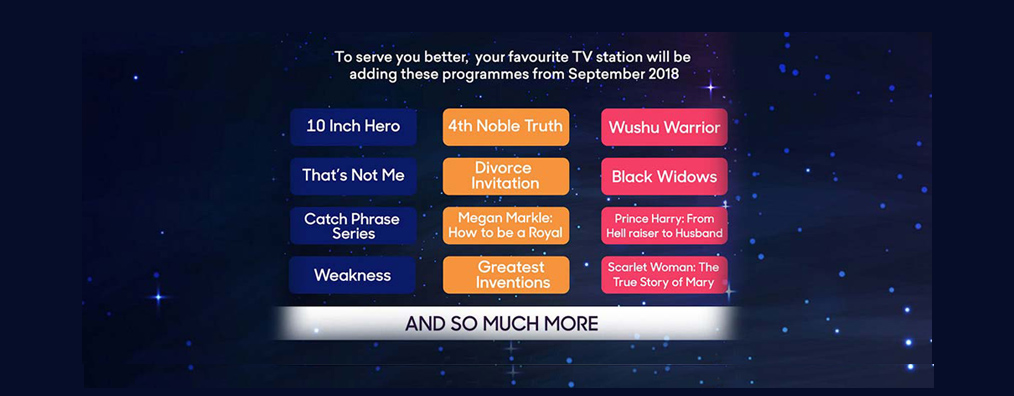 To serve you better, your favourite TV station will be
adding these programmes from September 2018
10 Inch Hero
4th Noble Truth
Wushu Warrior
That's Not Me
Divorce
Invitation
Black Widows
Catch Phrase
Series
Megan Markle:
How to be a Royal
Prince Harry: From
Hell raiser to Husband
Weakness
Greatest
Inventions
Scarlet Woman: The
True Story of Mary
AND SO MUCH MORE